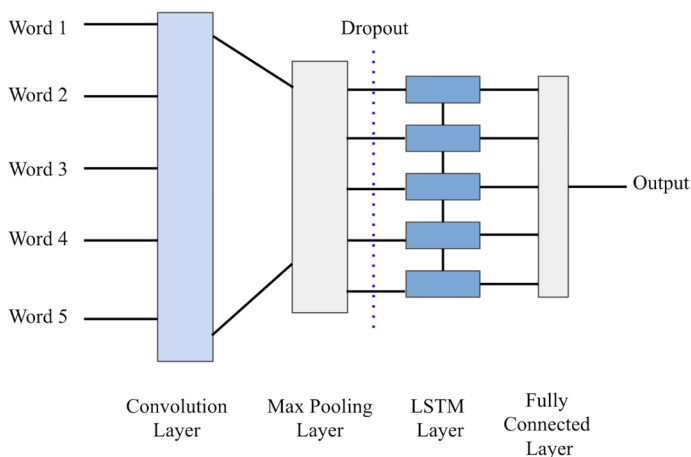 Word 1
Dropout
Word 2
Word 3
Output
Word 4
Word 5
Convolution
Layer
Max Pooling
Layer
LSTM
Layer
Fully
Connected
Layer